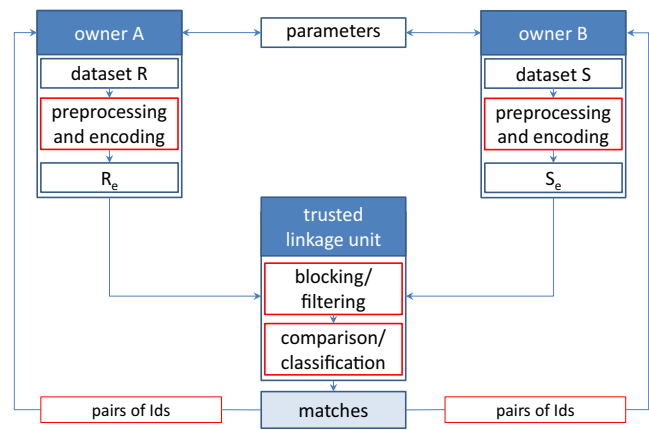 owner A
parameters
owner B
dataset R
preprocessing
and encoding
Re
dataset S
preprocessing
and encoding
Se
trusted
linkage unit
blocking/
filtering
comparison/
classification
pairs of Ids
matches
pairs of Ids